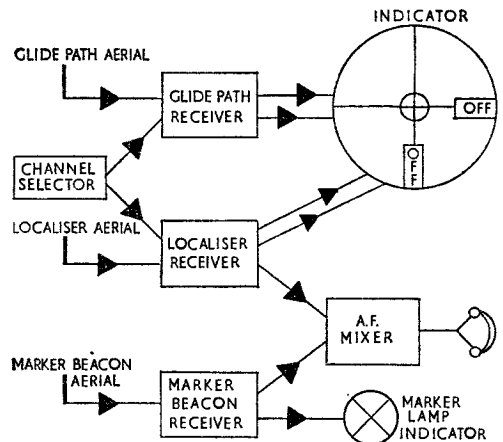 INDICATOR
GLIDE PATH AERIAL
GLIDE PATH
RECEIVER
OFF
OFF
CHANNEL
SELECTOR
LOCALISER AERIAL
LOCALISER
RECEIVER
A.F.
MIXER
MARKER BEACON
AERIAL
MARKER
BEACON
RECEIVER
MARKER
LAMP
INDICATOR